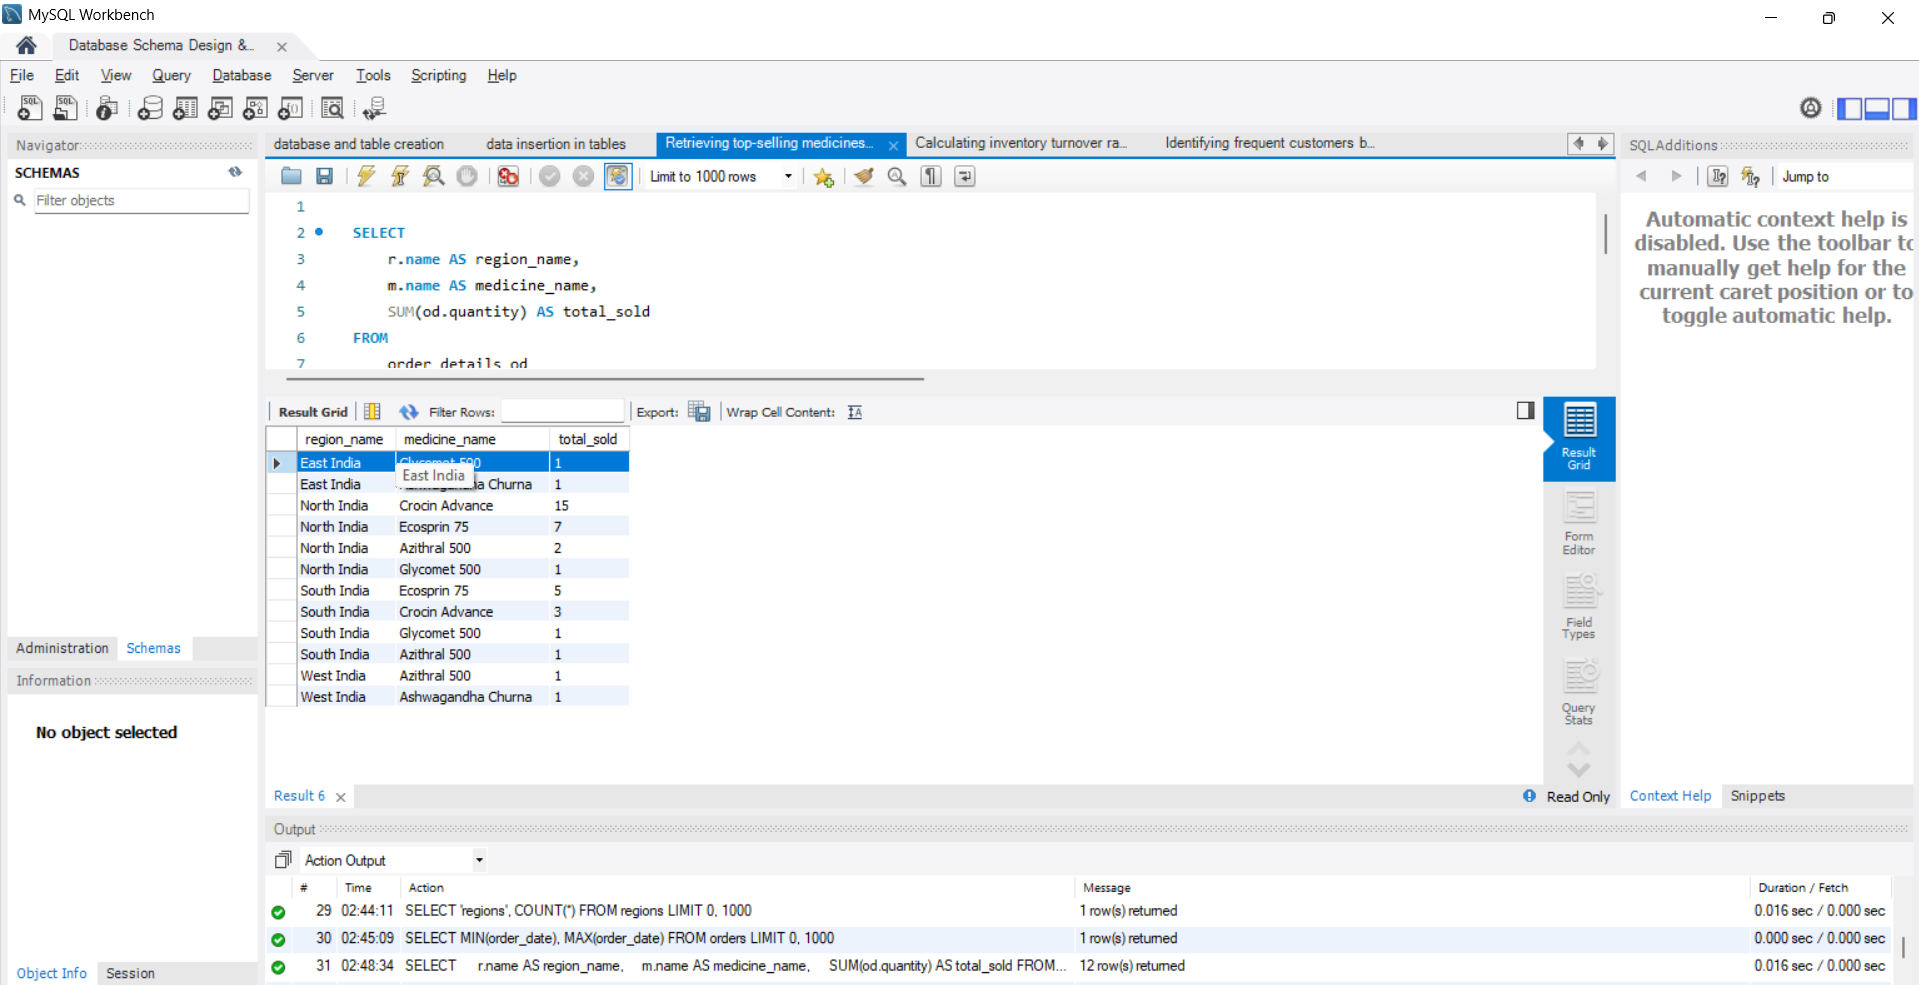 MySQL Workbench
Database Schema Design &...
File Edit View Query Database Server Tools Scripting Help
Navigator
SCHEMAS
Filter objects
Administration Schemas
Information
No object selected
Object Info Session
database and table creation data insertion in tables Retrieving top-selling medicines... Calculating inventory turnover ra... Identifying frequent customers b...
Limit to 1000 rows
1
2 SELECT
3 r.name AS region_name,
4 m.name AS medicine_name,
5 SUM(od.quantity) AS total_sold
6 FROM
7 order_details od
Result Grid Filter Rows: Export: Wrap Cell Content:
region_name medicine_name total_sold
East India Glycomet 500 1
East India
East India Churna 1
North India Crocin Advance 15
North India Ecosprin 75 7
North India Azithral 500 2
North India Glycomet 500 1
South India Ecosprin 75 5
South India Crocin Advance 3
South India Glycomet 500 1
South India Azithral 500 1
West India Azithral 500 1
West India Ashwagandha Churna 1
Result Grid
Form Editor
Field Types
Query Stats
Result 6 Read Only
SQLAdditions
Jump to
Automatic context help is
disabled. Use the toolbar to
manually get help for the
current caret position or to
toggle automatic help.
Context Help Snippets
Output
Action Output
# Time Action Message Duration / Fetch
29 02:44:11 SELECT 'regions', COUNT(*) FROM regions LIMIT 0, 1000 1 row(s) returned 0.016 sec / 0.000 sec
30 02:45:09 SELECT MIN(order_date), MAX(order_date) FROM orders LIMIT 0, 1000 1 row(s) returned 0.000 sec / 0.000 sec
31 02:48:34 SELECT r.name AS region_name, m.name AS medicine_name, SUM(od.quantity) AS total_sold FROM... 12 row(s) returned 0.016 sec / 0.000 sec